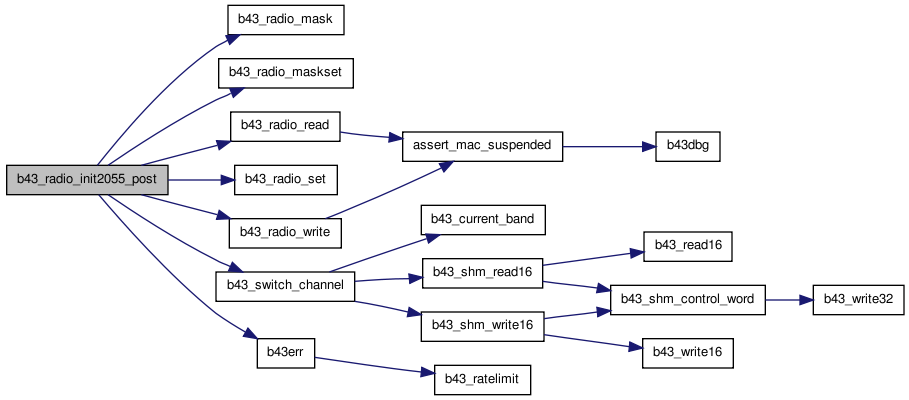 b43_radio_mask
b43_radio_maskset
b43_radio_read
assert_mac_suspended
b43dbg
b43_radio_init2055_post
b43_radio_set
b43_radio_write
b43_current_band
b43_read16
b43_switch_channel
b43_shm_read16
b43_shm_control_word
b43_write32
b43_shm_write16
b43_write16
b43err
b43_ratelimit